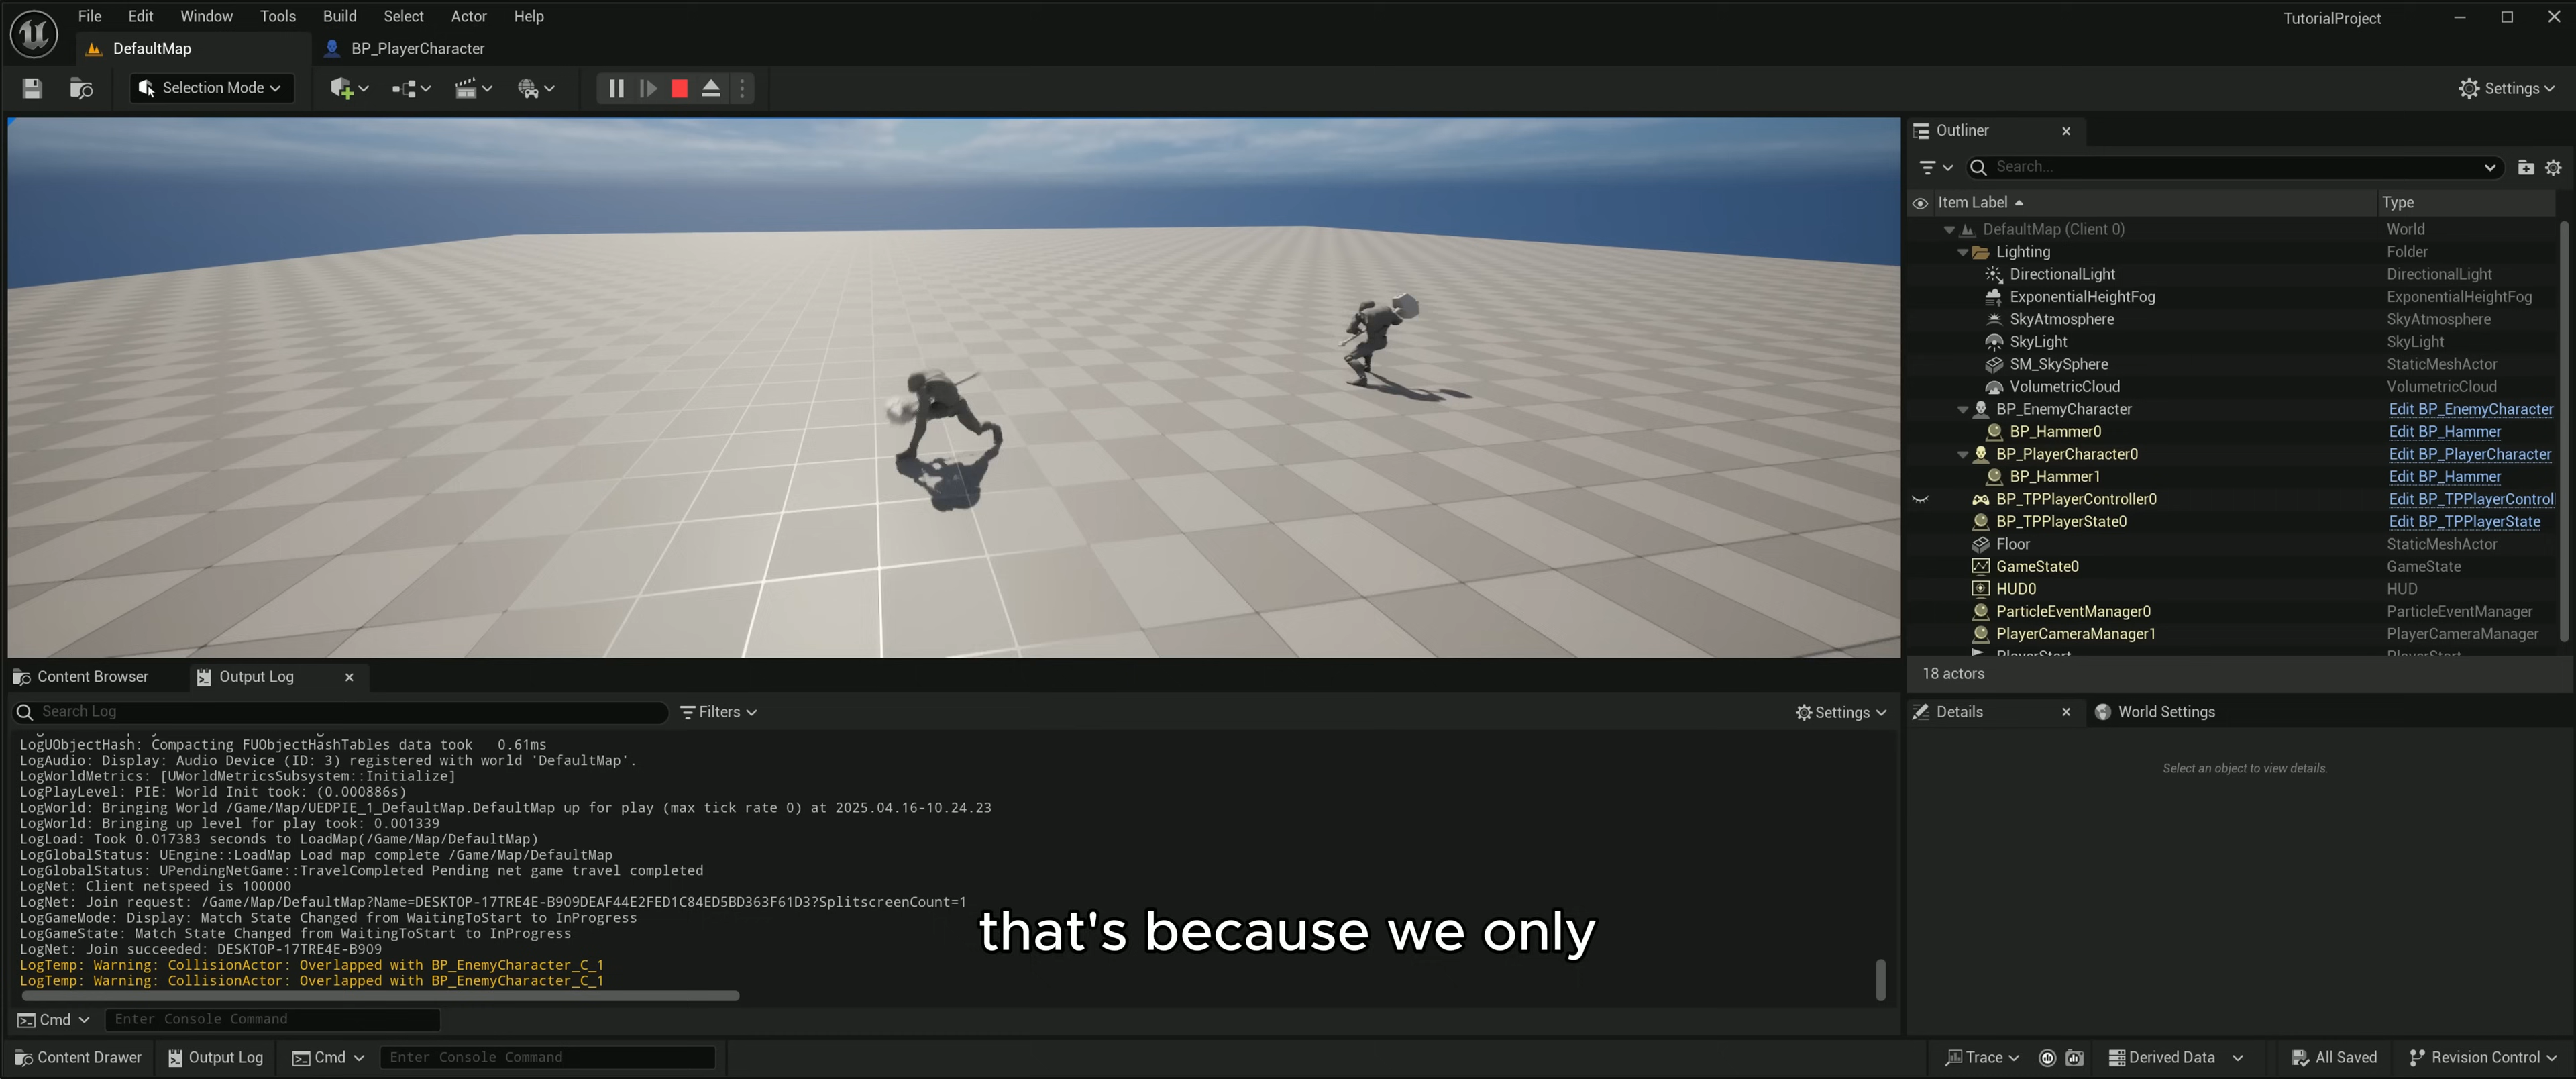 File Edit Window Tools Build Select Actor Help
TutorialProject
DefaultMap
BP_PlayerCharacter
Selection Mode
Settings
Outliner
Search...
Item Label Type
DefaultMap (Client 0) World
Lighting Folder
DirectionalLight DirectionalLight
ExponentialHeightFog ExponentialHeightFog
SkyAtmosphere SkyAtmosphere
SkyLight SkyLight
SM_SkySphere StaticMeshActor
VolumetricCloud VolumetricCloud
BP_EnemyCharacter Edit BP_EnemyCharacter
BP_Hammer0 Edit BP_Hammer
BP_PlayerCharacter0 Edit BP_PlayerCharacter
BP_Hammer1 Edit BP_Hammer
BP_TPPlayerController0 Edit BP_TPPlayerControl
BP_TPPlayerState0 Edit BP_TPPlayerState
Floor StaticMeshActor
GameState0 GameState
HUD0 HUD
ParticleEventManager0 ParticleEventManager
PlayerCameraManager1 PlayerCameraManager
PlayerStart PlayerStart
18 actors
Details
World Settings
Select an object to view details.
Content Browser
Output Log
Search Log
Filters
Settings
LogUObjectHash: Compacting FUObjectHashTables data took 0.61ms
LogAudio: Display: Audio Device (ID: 3) registered with world 'DefaultMap'.
LogWorldMetrics: [UWorldMetricsSubsystem::Initialize]
LogPlayLevel: PIE: World Init took: (0.000886s)
LogWorld: Bringing World /Game/Map/UEDPIE_1_DefaultMap.DefaultMap up for play (max tick rate 0) at 2025.04.16-10.24.23
LogWorld: Bringing up level for play took: 0.001339
LogLoad: Took 0.017383 seconds to LoadMap(/Game/Map/DefaultMap)
LogGlobalStatus: UEngine::LoadMap Load map complete /Game/Map/DefaultMap
LogGlobalStatus: UPendingNetGame::TravelCompleted Pending net game travel completed
LogNet: Client netspeed is 100000
LogNet: Join request: /Game/Map/DefaultMap?Name=DESKTOP-17TRE4E-B909DEAF44E2FED1C84ED5BD363F61D3?SplitscreenCount=1
LogGameMode: Display: Match State Changed from WaitingToStart to InProgress
LogGameState: Match State Changed from WaitingToStart to InProgress
LogNet: Join succeeded: DESKTOP-17TRE4E-B909
LogTemp: Warning: CollisionActor: Overlapped with BP_EnemyCharacter_C_1
LogTemp: Warning: CollisionActor: Overlapped with BP_EnemyCharacter_C_1
that's because we only
Cmd
Enter Console Command
Content Drawer
Output Log
Cmd
Enter Console Command
Trace
Derived Data
All Saved
Revision Control